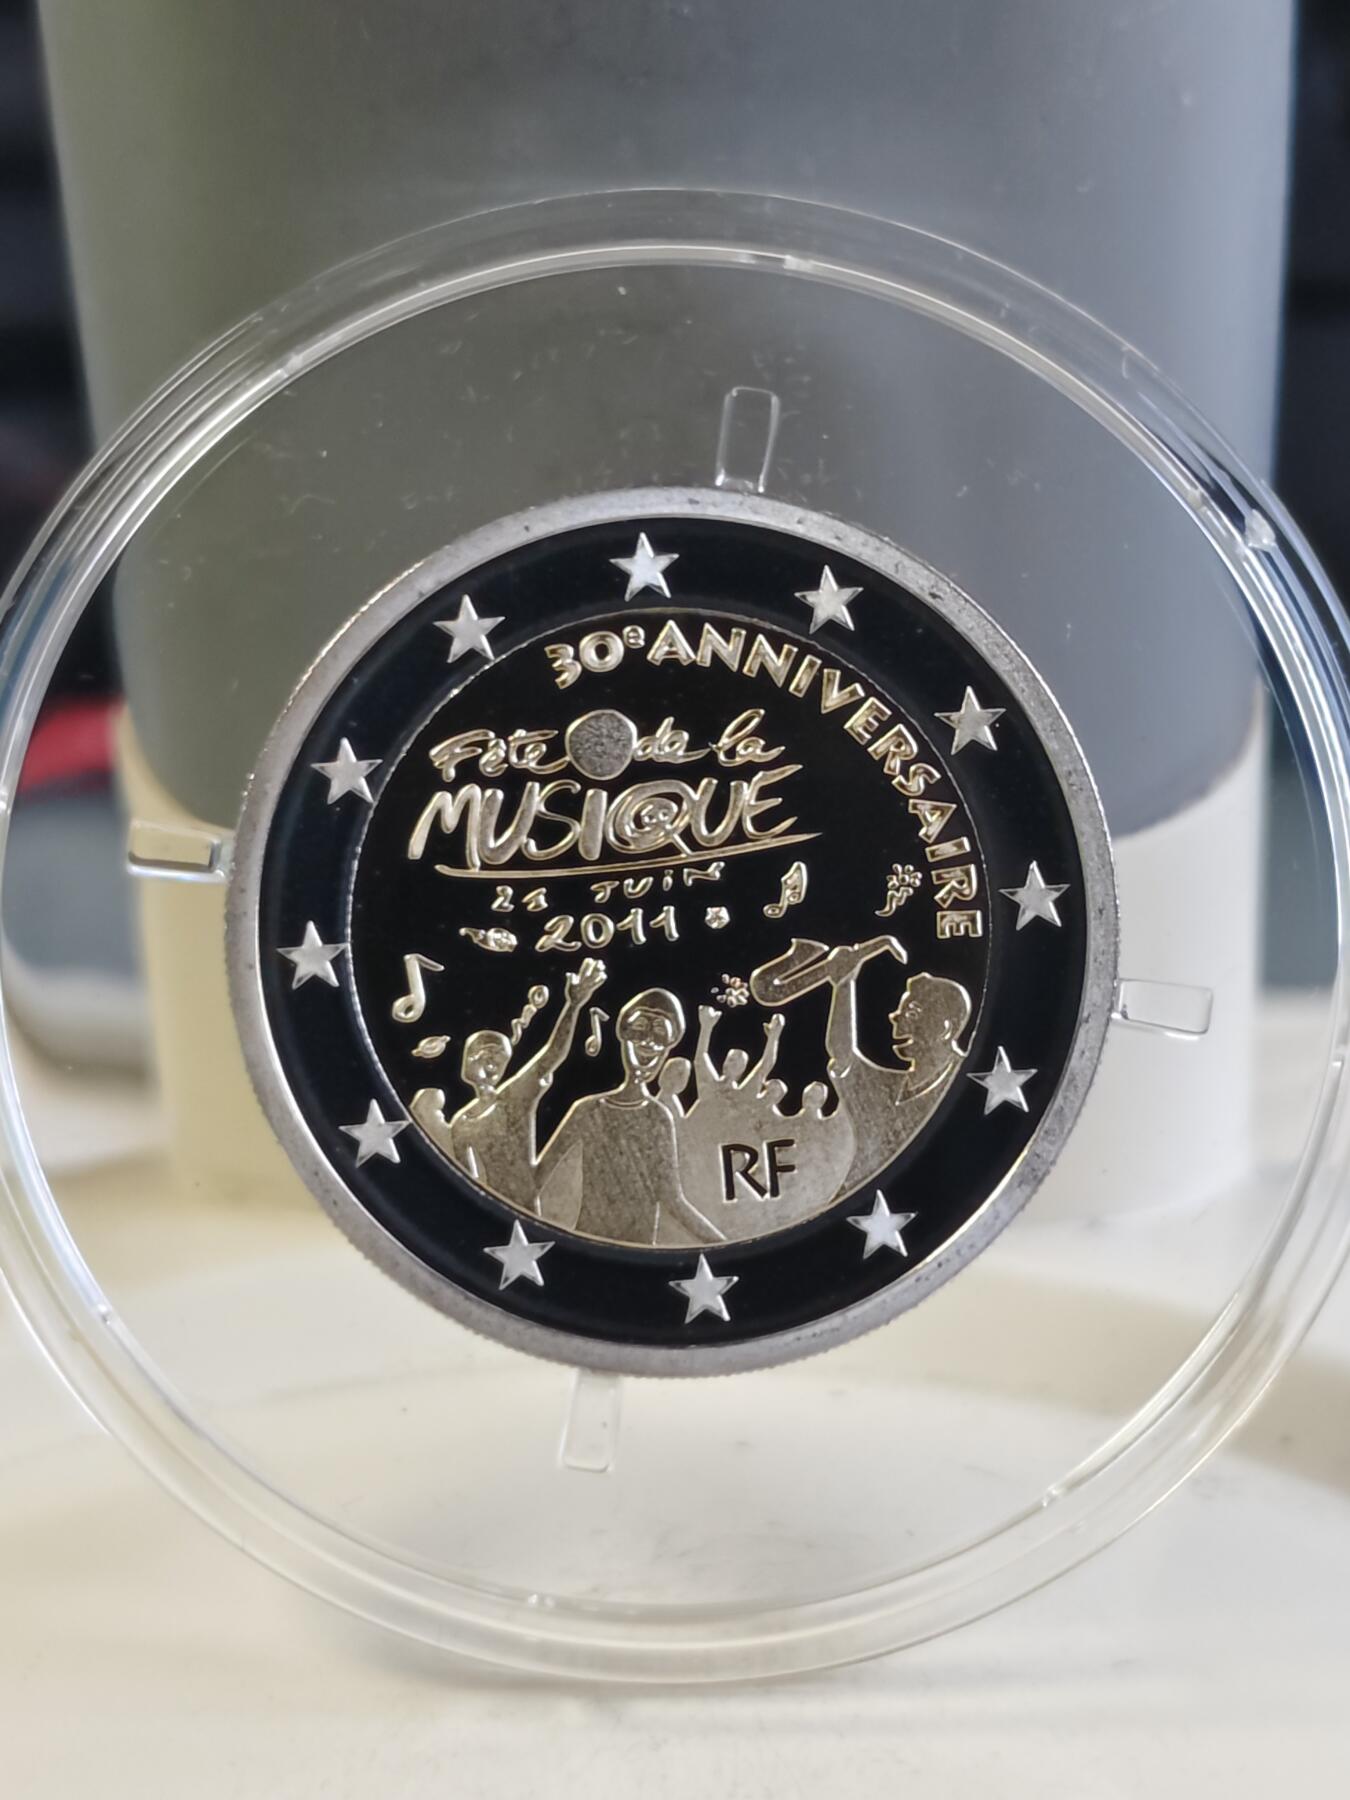 30e ANNIVERSAIRE
Fête de la
MUSIQUE
21 JUIN
2011
RF